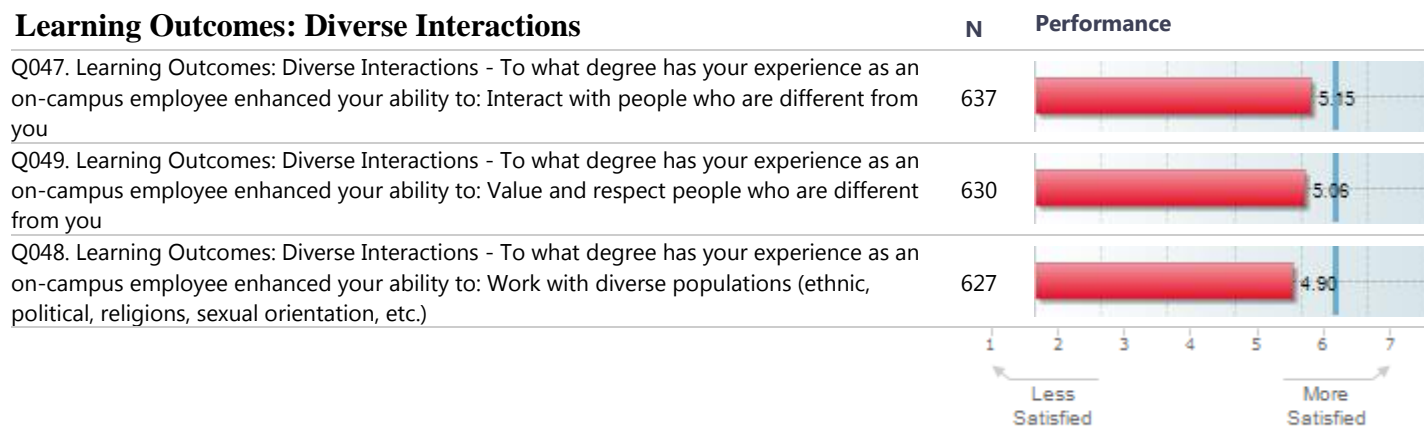 Learning Outcomes: Diverse Interactions N Performance
Q047. Learning Outcomes: Diverse Interactions - To what degree has your experience as an
on-campus employee enhanced your ability to: Interact with people who are different from
you
637
5.15
Q049. Learning Outcomes: Diverse Interactions - To what degree has your experience as an
on-campus employee enhanced your ability to: Value and respect people who are different
from you
630
5.06
Q048. Learning Outcomes: Diverse Interactions - To what degree has your experience as an
on-campus employee enhanced your ability to: Work with diverse populations (ethnic,
political, religions, sexual orientation, etc.)
627
4.90
1 2 3 4 5 6 7
Less
Satisfied
More
Satisfied